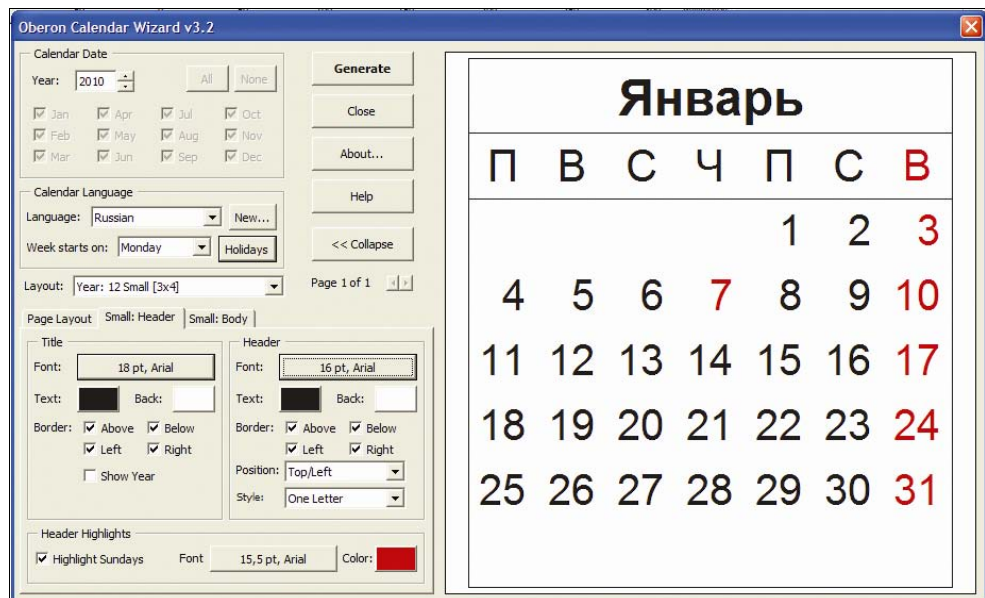 Oberon Calendar Wizard v3.2
Calendar Date
Year: 2010
All None
Jan Apr Jul Oct
Feb May Aug Nov
Mar Jun Sep Dec
Calendar Language
Language: Russian New...
Week starts on: Monday Holidays
Layout: Year: 12 Small [3x4]
Generate
Close
About...
Help
<< Collapse
Page 1 of 1
Page Layout Small: Header Small: Body
Title
Font: 18 pt, Arial
Text: Back:
Border: Above Below
Left Right
Show Year
Header
Font: 16 pt, Arial
Text: Back:
Border: Above Below
Left Right
Position: Top/Left
Style: One Letter
Header Highlights
Highlight Sundays Font 15,5 pt, Arial Color:
Январь
П В С Ч П С В
1 2 3
4 5 6 7 8 9 10
11 12 13 14 15 16 17
18 19 20 21 22 23 24
25 26 27 28 29 30 31